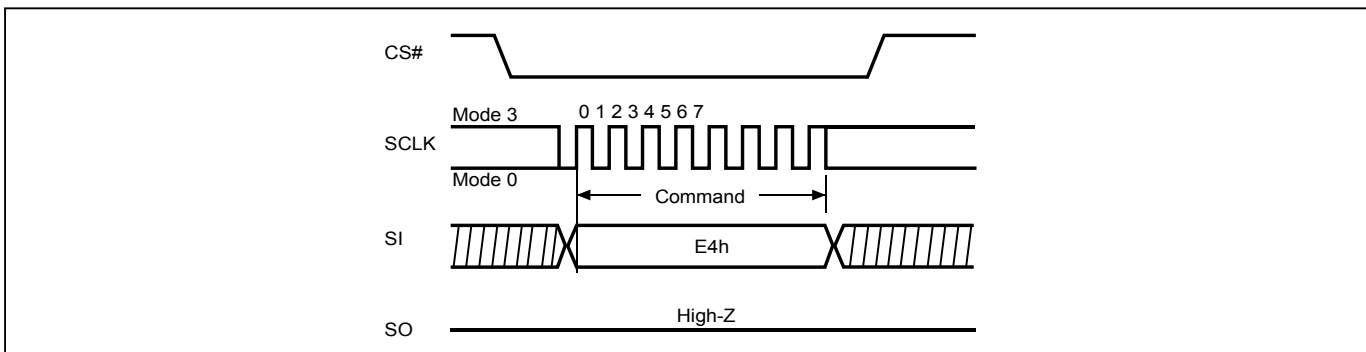 CS#
Mode 3
0 1 2 3 4 5 6 7
SCLK
Mode 0
Command
SI
E4h
High-Z
SO